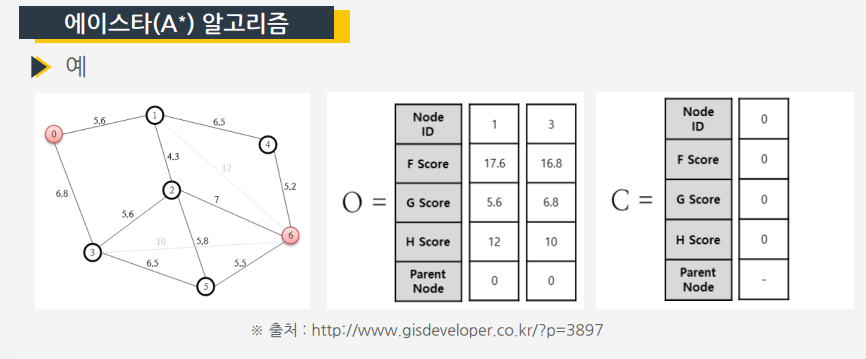 에이스타(A*) 알고리즘
예
0 5.6 1 6.5 4
4.3 12
6.8 2 5.2
5.6 7
3 10 5.8 6
6.5 5 5.5
O =
Node ID 1 3
F Score 17.6 16.8
G Score 5.6 6.8
H Score 12 10
Parent Node 0 0
C =
Node ID 0
F Score 0
G Score 0
H Score 0
Parent Node -
※ 출처 : http://www.gisdeveloper.co.kr/?p=3897